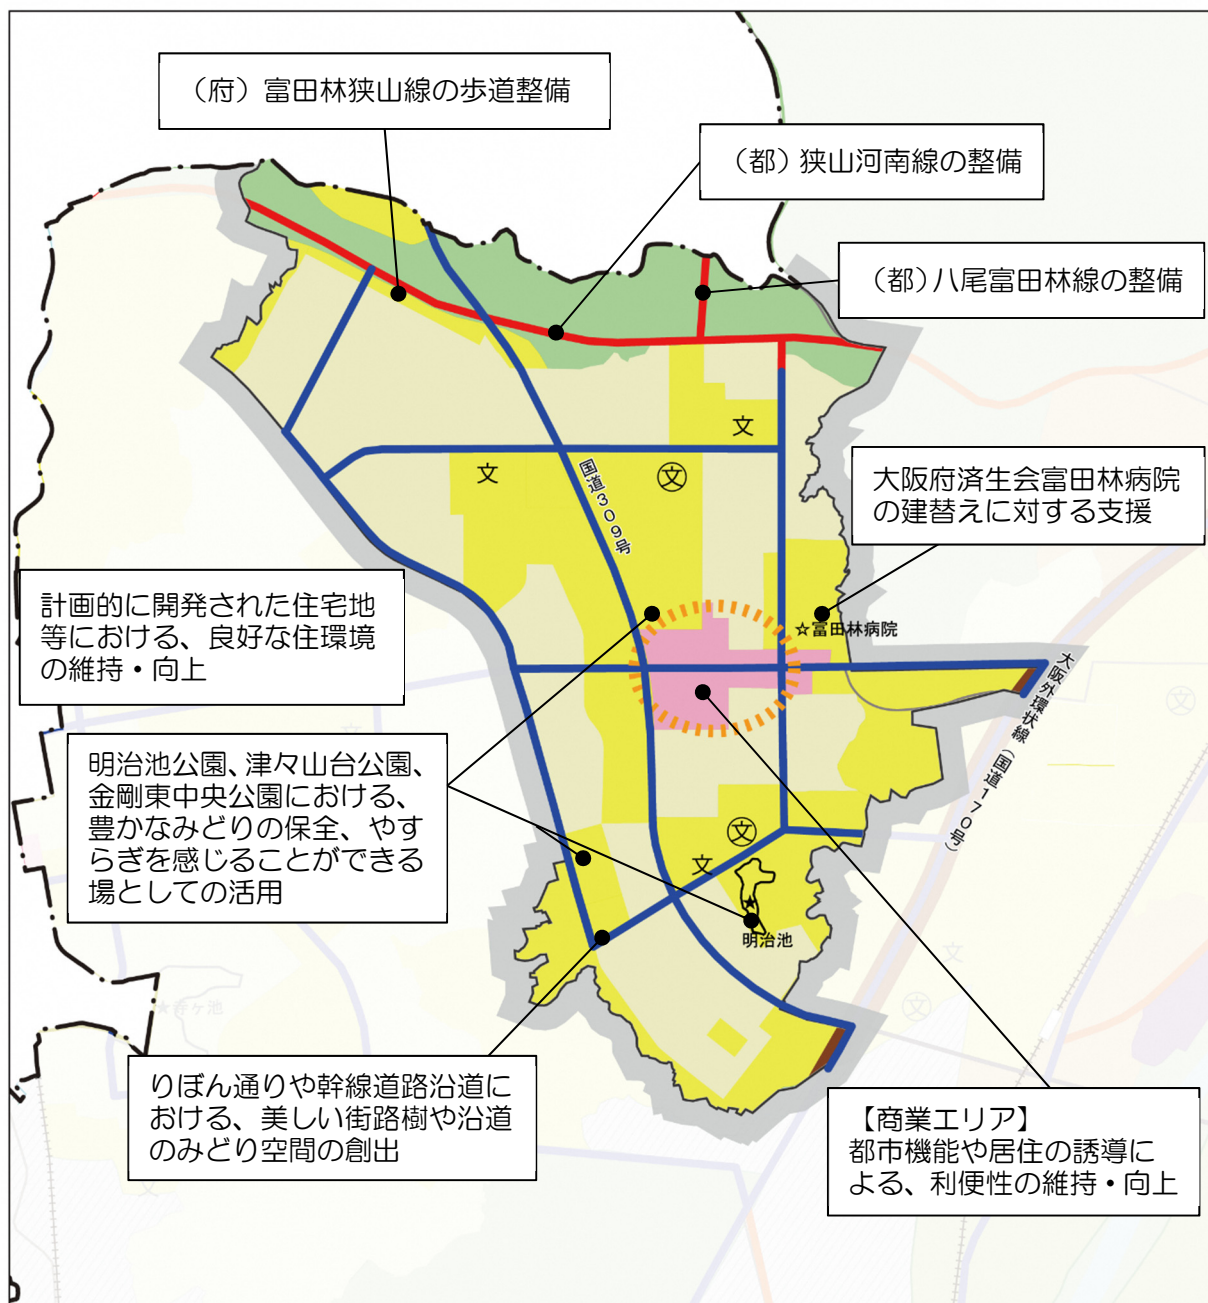 （府）富田林狭山線の歩道整備
（都）狭山河南線の整備
（都）八尾富田林線の整備
文
文
文
国道３０９号
大阪府済生会富田林病院
の建替えに対する支援
計画的に開発された住宅地
等における、良好な住環境
の維持・向上
☆富田林病院
大阪外環状線（国道１７０号）
明治池公園、津々山台公園、
金剛東中央公園における、
豊かなみどりの保全、やす
らぎを感じることができる
場としての活用
文
文
★
明治池
文
文
文
文
★寺ヶ池
文
りぼん通りや幹線道路沿道に
おける、美しい街路樹や沿道
のみどり空間の創出
【商業エリア】
都市機能や居住の誘導に
よる、利便性の維持・向上